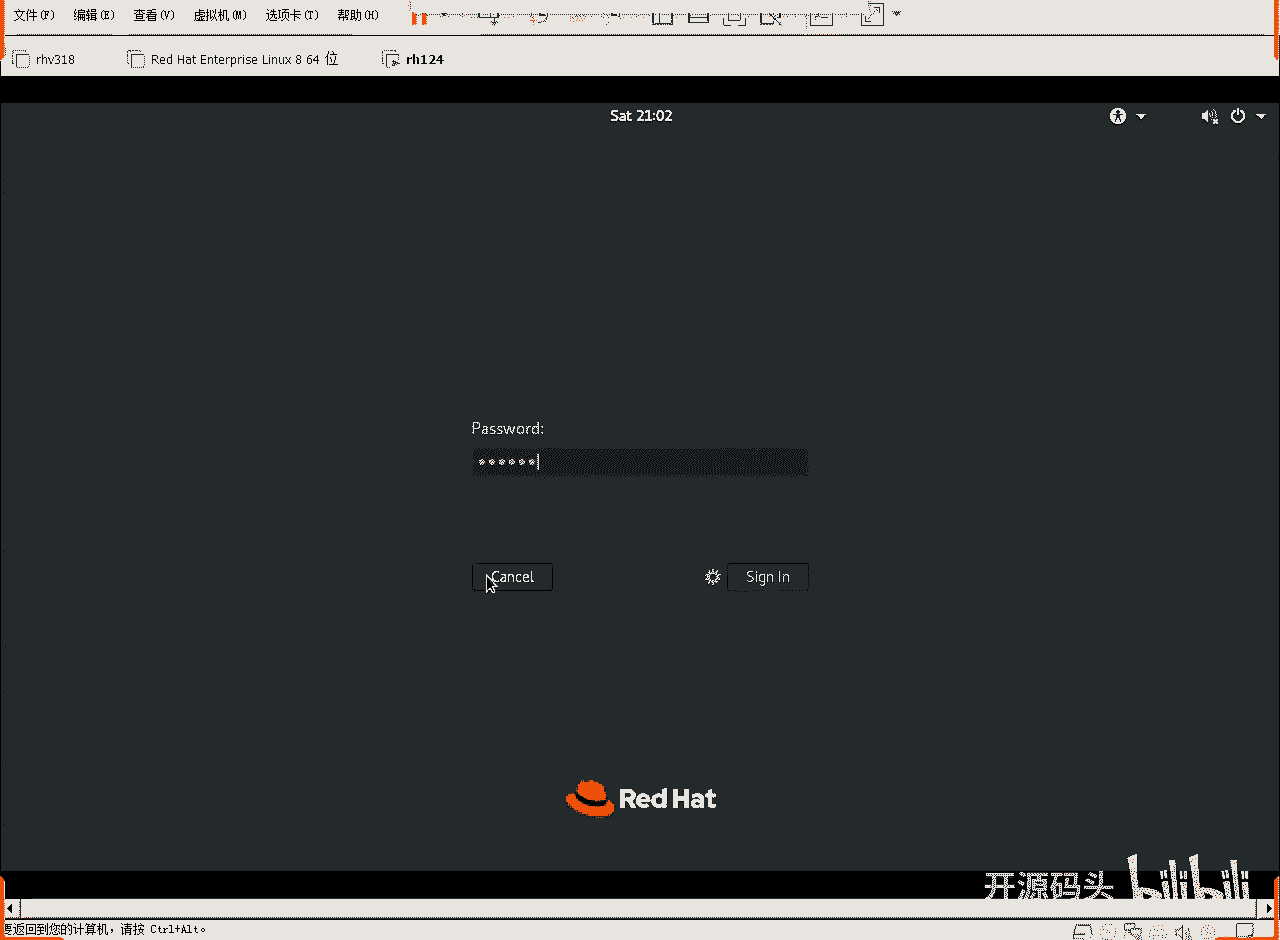 文件(F) 编辑(E) 查看(V) 虚拟机(M) 选项卡(T) 帮助(H)
rhv318 Red Hat Enterprise Linux 8 64 位 rh124
Sat 21:02
Password:
Cancel Sign In
Red Hat
开源码头 bilibili
要返回到您的计算机，请按 Ctrl+Alt。